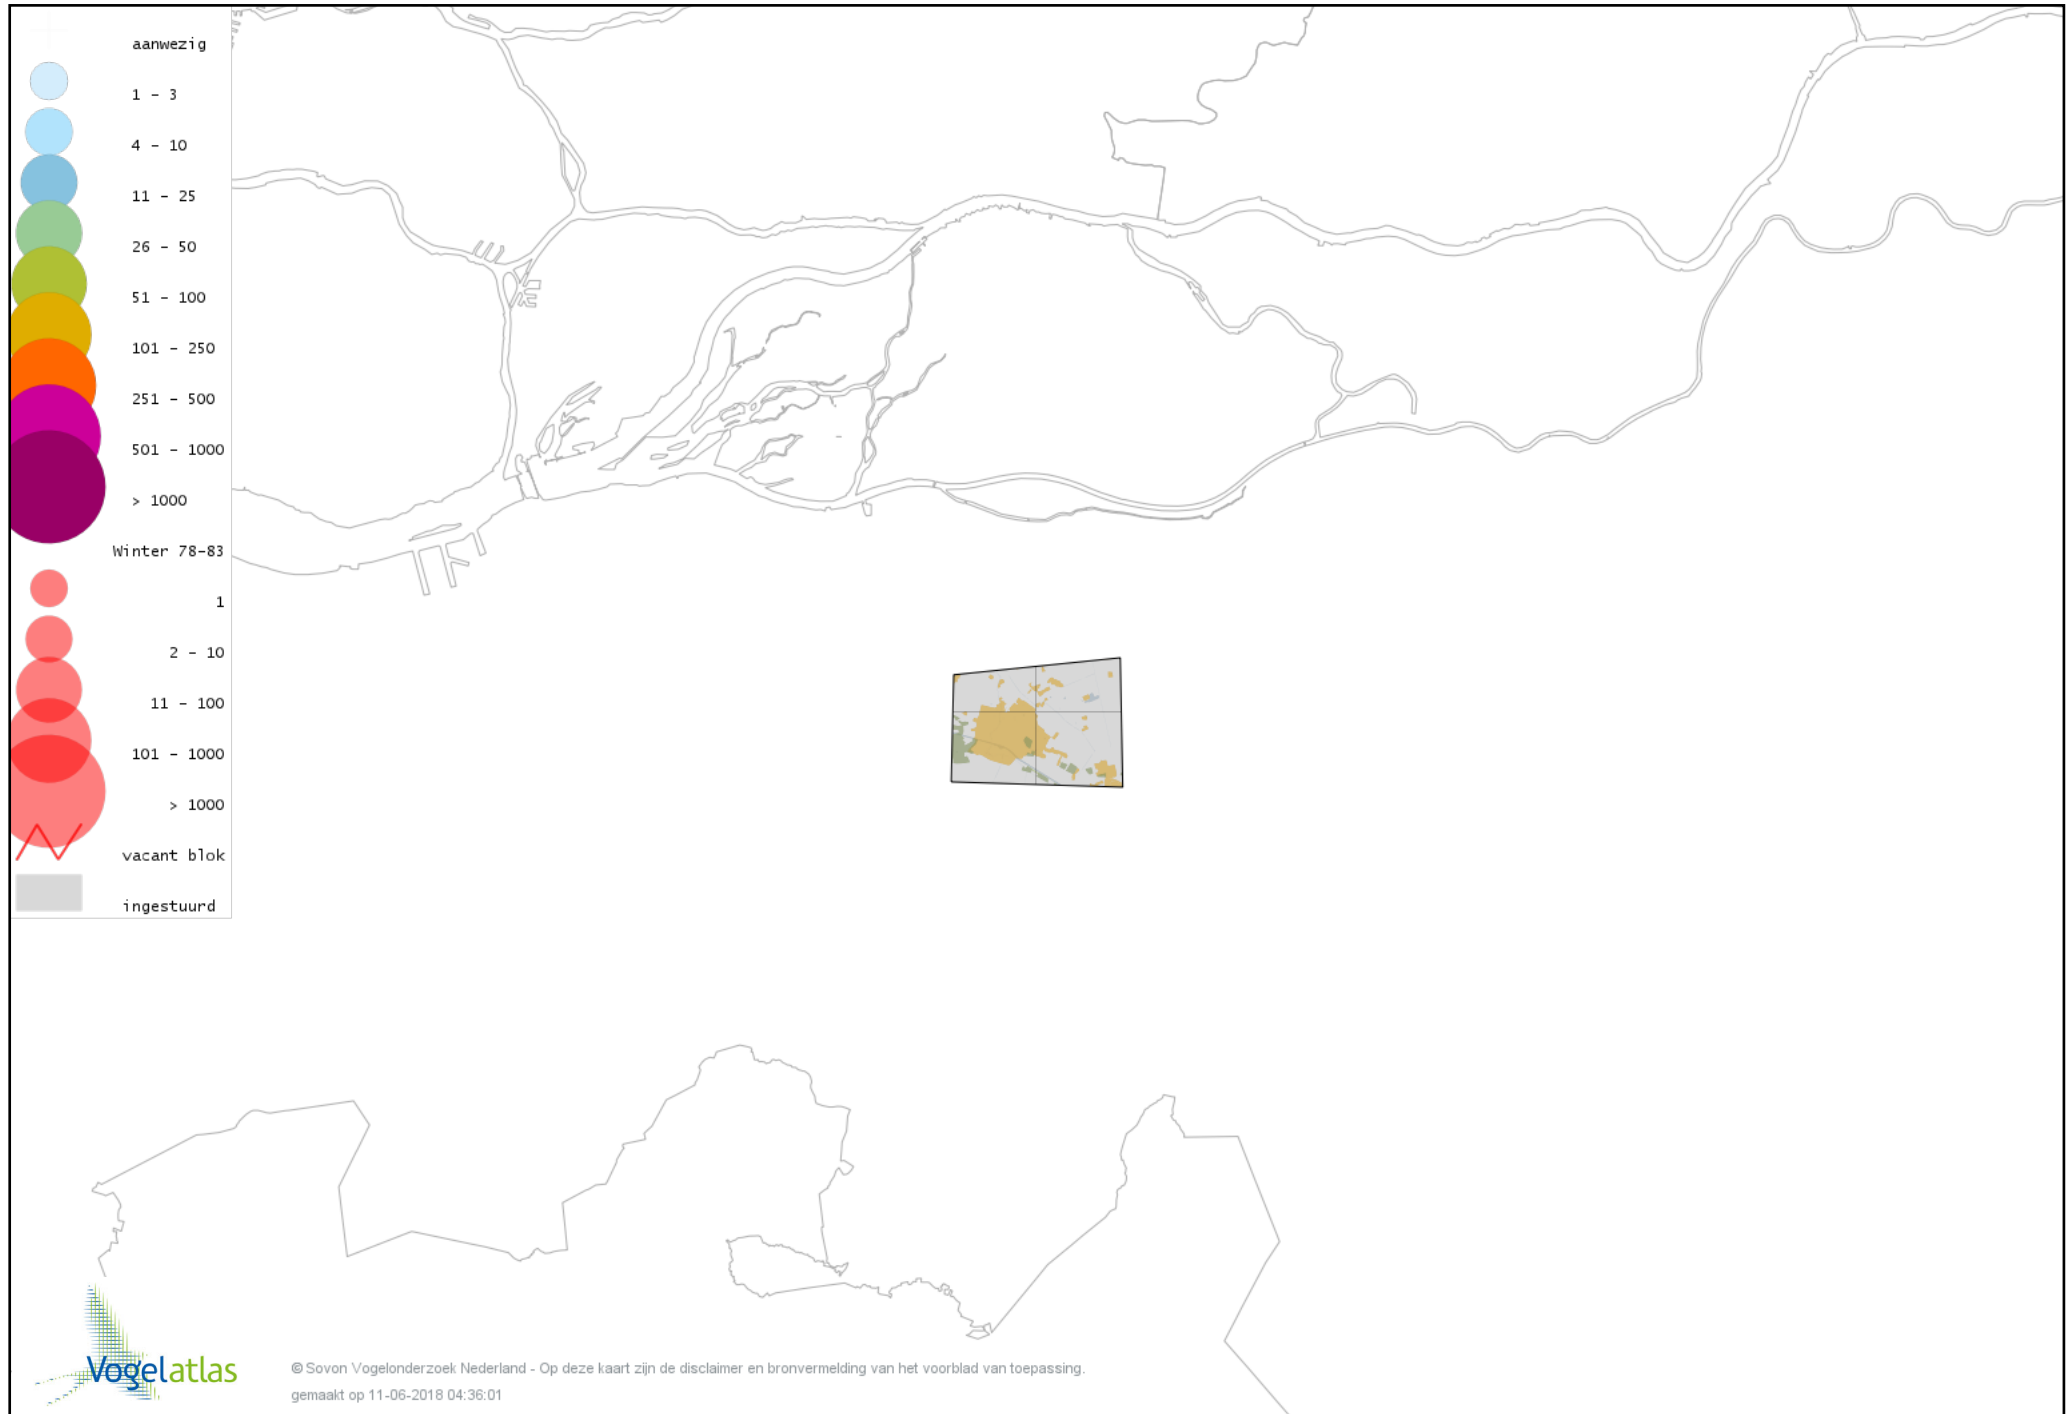 aanwezig
1 - 3
4 - 10
11 - 25
26 - 50
51 - 100
101 - 250
251 - 500
501 - 1000
> 1000
Winter 78-83
1
2 - 10
11 - 100
101 - 1000
> 1000
vacant blok
ingestuurd
Vogelatlas
© Sovon Vogelonderzoek Nederland - Op deze kaart zijn de disclaimer en bronvermelding van het voorblad van toepassing.
gemaakt op 11-06-2018 04:36:01